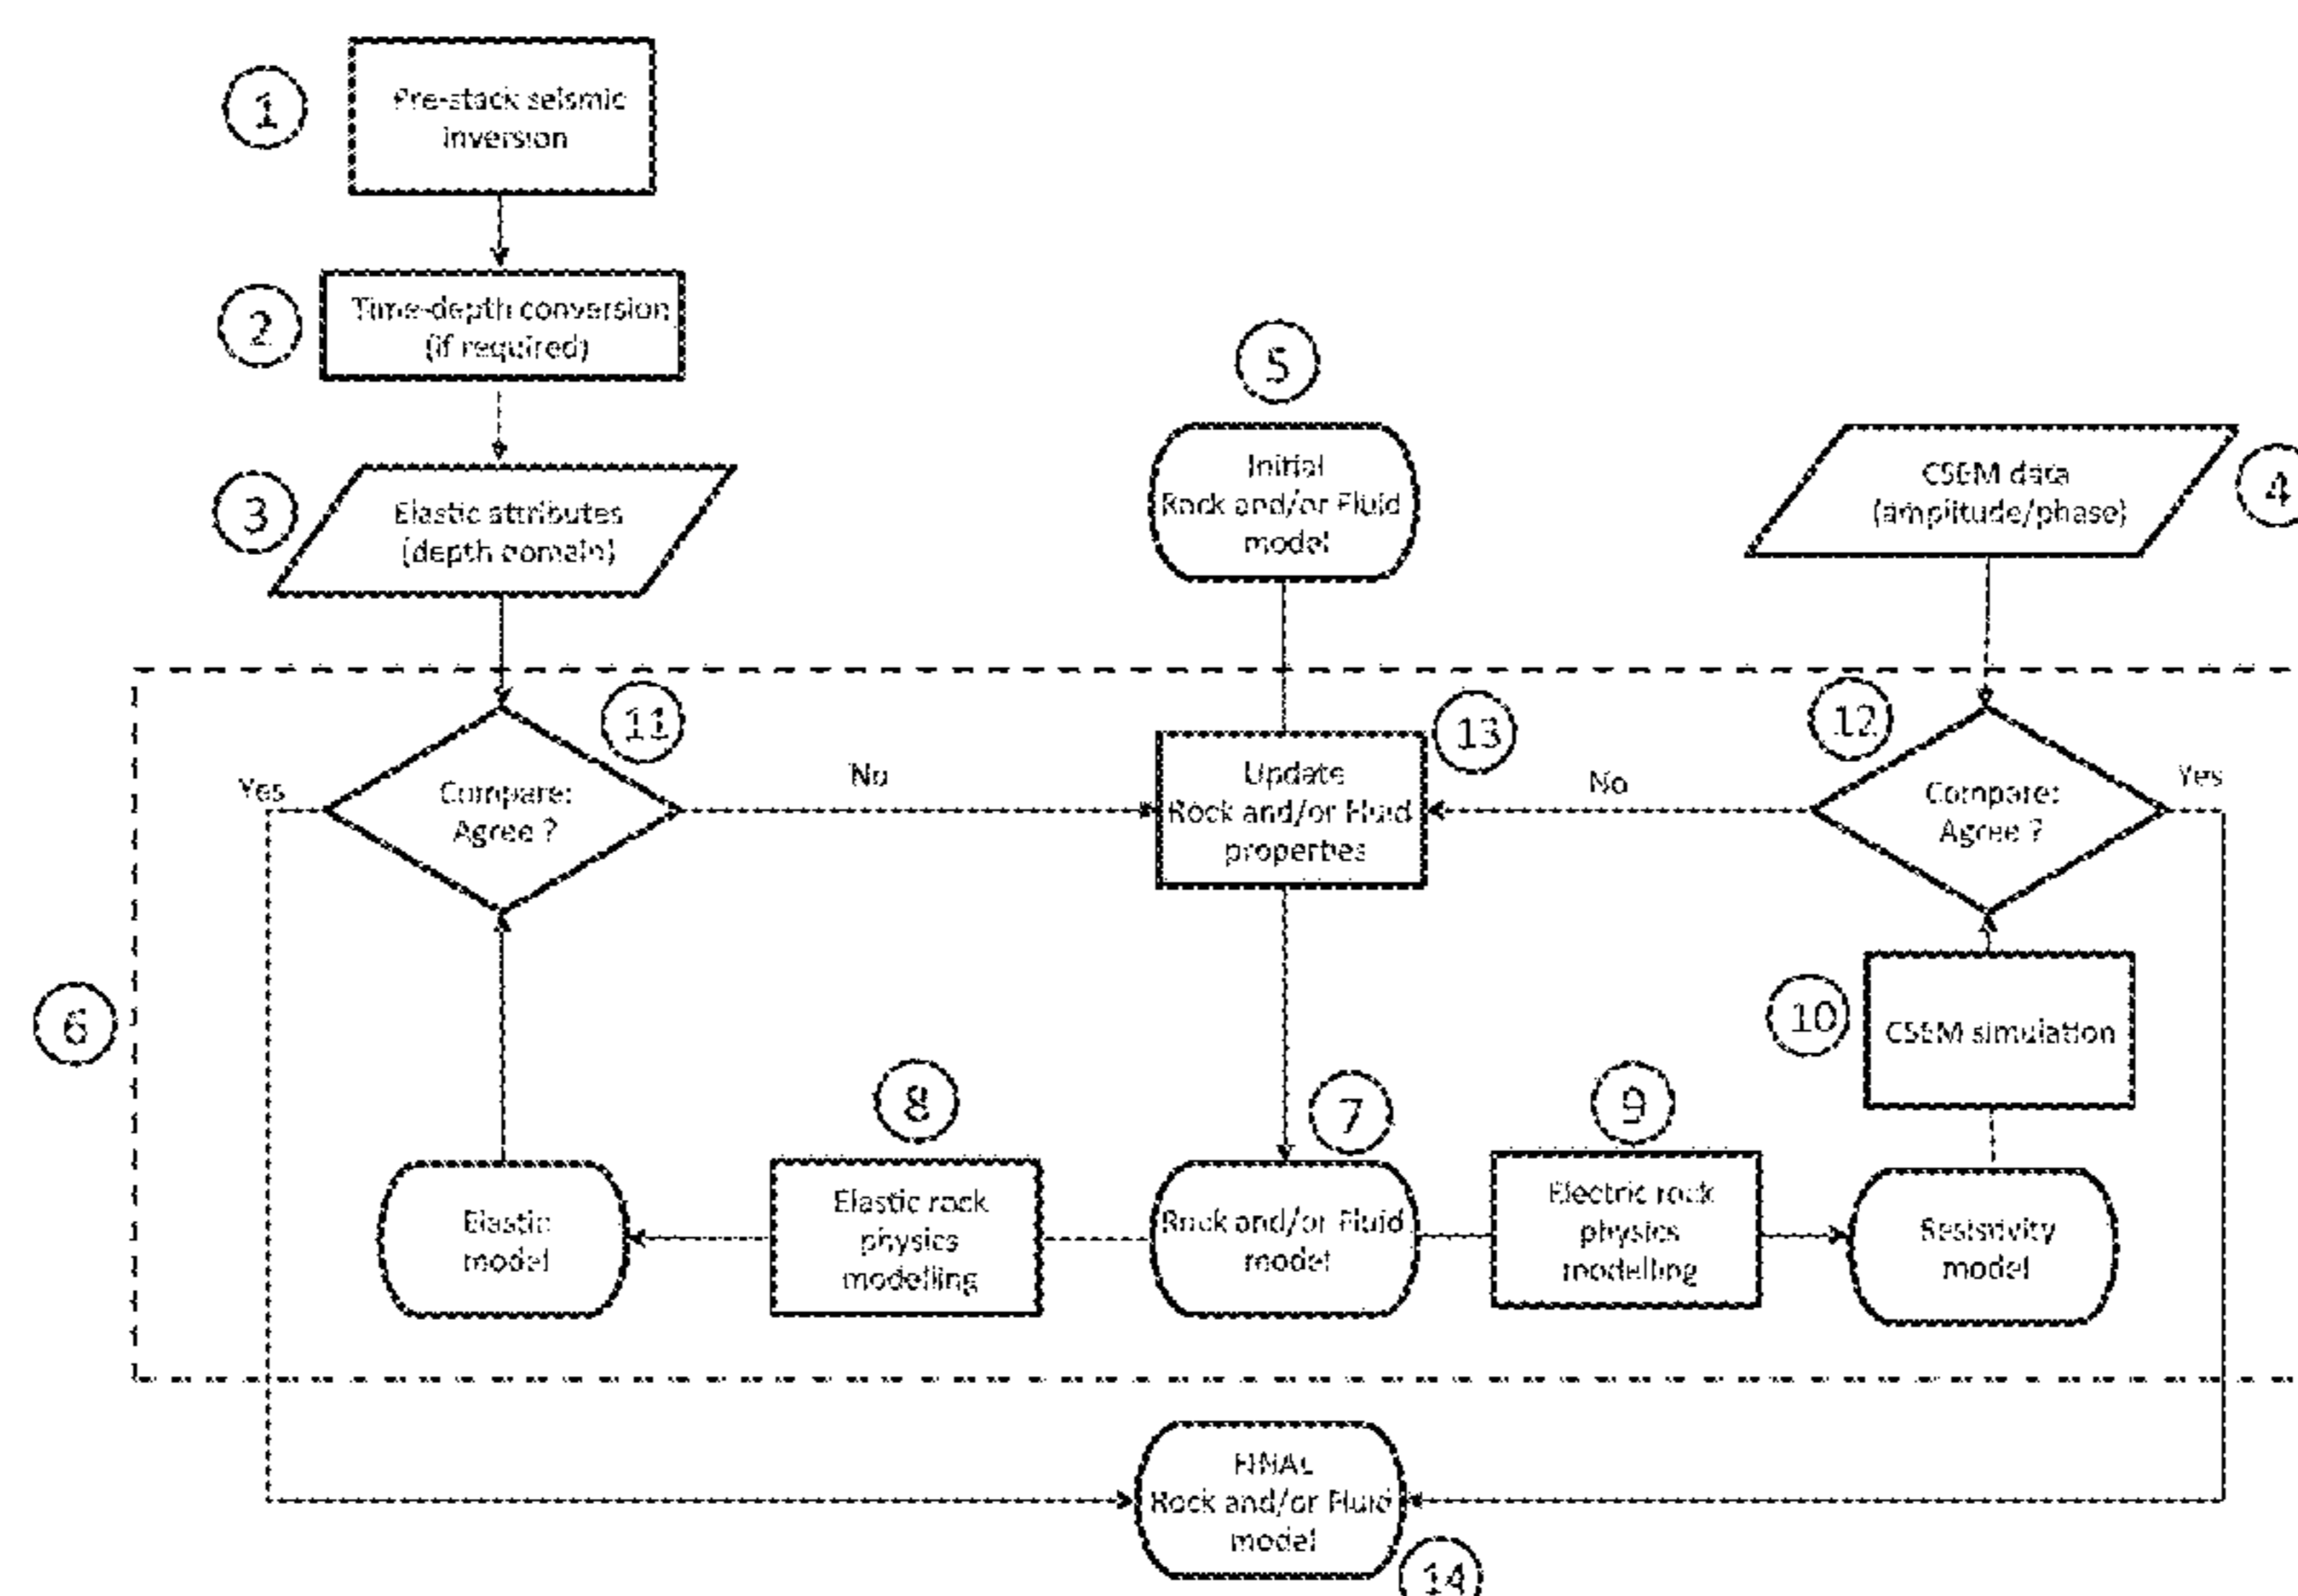 1
Pre-stack seismic
inversion
2
Time-depth conversion
(if required)
3
Elastic attributes
(depth domain)
5
Initial
Rock and/or Fluid
model
CSEM data
(amplitude/phase)
4
11
Yes
Compare:
Agree ?
No
13
Update
Rock and/or Fluid
properties
No
12
Compare:
Agree ?
Yes
6
10
CSEM simulation
8
7
9
Elastic
model
Elastic rock
physics
modelling
Rock and/or Fluid
model
Electric rock
physics
modelling
Resistivity
model
FINAL
Rock and/or Fluid
model
14